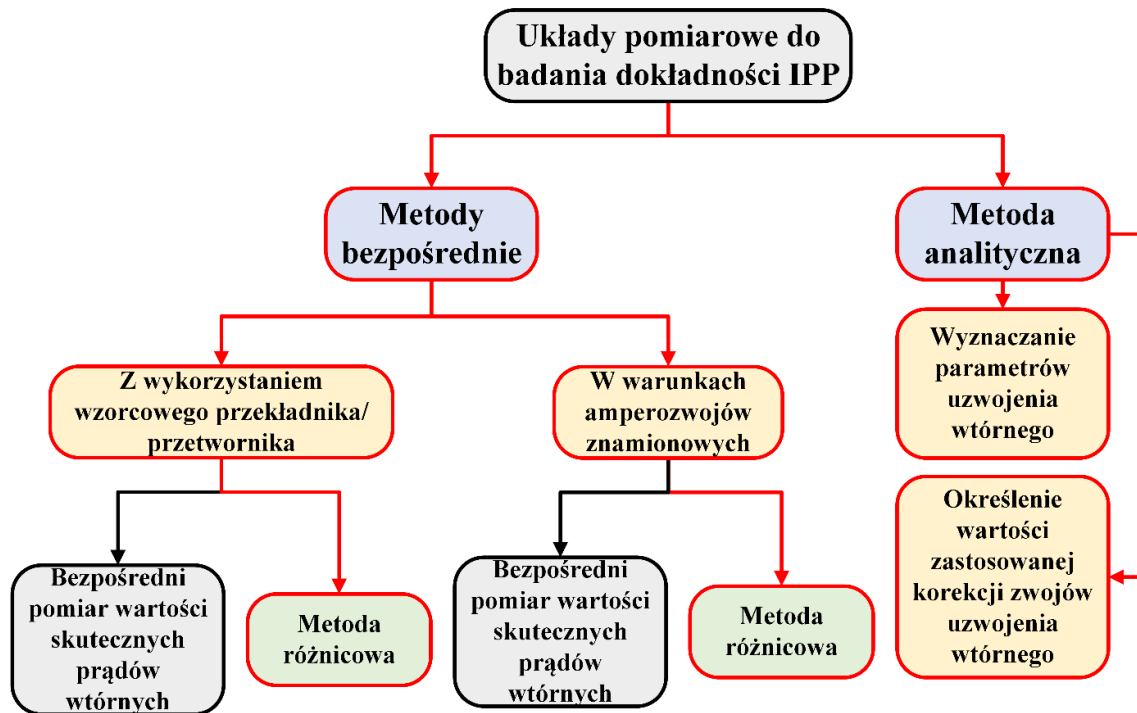 Układy pomiarowe do
badania dokładności IPP
Metody
bezpośrednie
Metoda
analityczna
Z wykorzystaniem
wzorcowego przekładnika/
przetwornika
W warunkach
amperozwojów
znamionowych
Wyznaczanie
parametrów
uzwojenia
wtórnego
Bezpośredni
pomiar wartości
skutecznych
prądów
wtórnych
Metoda
różnicowa
Bezpośredni
pomiar wartości
skutecznych
prądów
wtórnych
Metoda
różnicowa
Określenie
wartości
zastosowanej
korekcji zwojów
uzwojenia
wtórnego